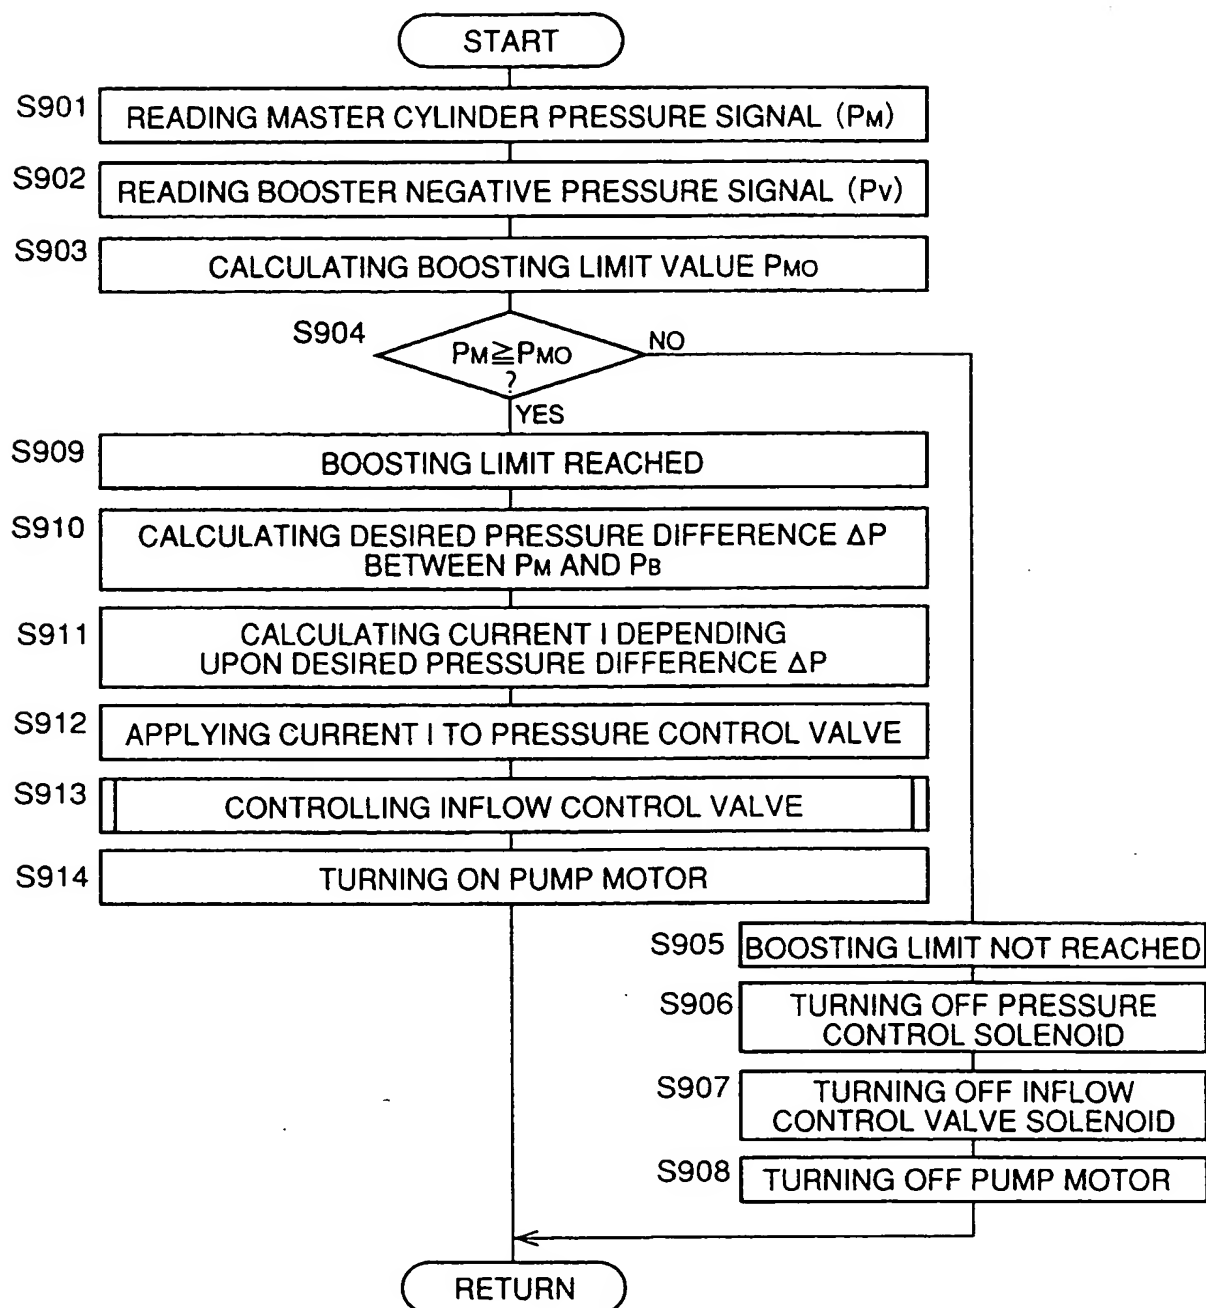 START
S901
READING MASTER CYLINDER PRESSURE SIGNAL (PM)
S902
READING BOOSTER NEGATIVE PRESSURE SIGNAL (PV)
S903
CALCULATING BOOSTING LIMIT VALUE PMO
S904
PM≧PMO
?
NO
YES
S909
BOOSTING LIMIT REACHED
S910
CALCULATING DESIRED PRESSURE DIFFERENCE ΔP
BETWEEN PM AND PB
S911
CALCULATING CURRENT I DEPENDING
UPON DESIRED PRESSURE DIFFERENCE ΔP
S912
APPLYING CURRENT I TO PRESSURE CONTROL VALVE
S913
CONTROLLING INFLOW CONTROL VALVE
S914
TURNING ON PUMP MOTOR
S905
BOOSTING LIMIT NOT REACHED
S906
TURNING OFF PRESSURE
CONTROL SOLENOID
S907
TURNING OFF INFLOW
CONTROL VALVE SOLENOID
S908
TURNING OFF PUMP MOTOR
RETURN